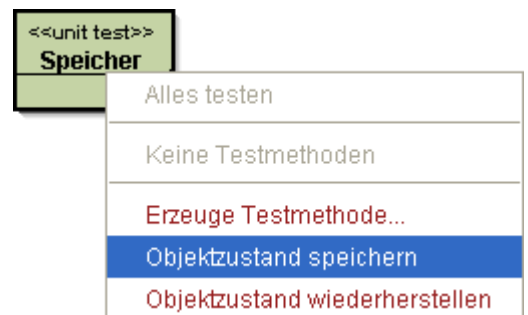 <<unit test>>
Speicher
Alles testen
Keine Testmethoden
Erzeuge Testmethode...
Objektzustand speichern
Objektzustand wiederherstellen